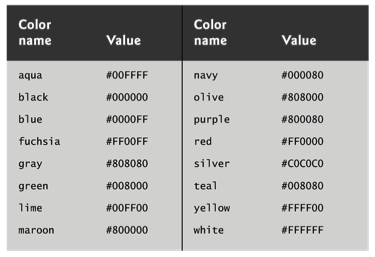 Color name Value Color name Value
aqua #00FFFF navy #000080
black #000000 olive #808000
blue #0000FF purple #800080
fuchsia #FF00FF red #FF0000
gray #808080 silver #C0C0C0
green #008000 teal #008080
lime #00FF00 yellow #FFFF00
maroon #800000 white #FFFFFF